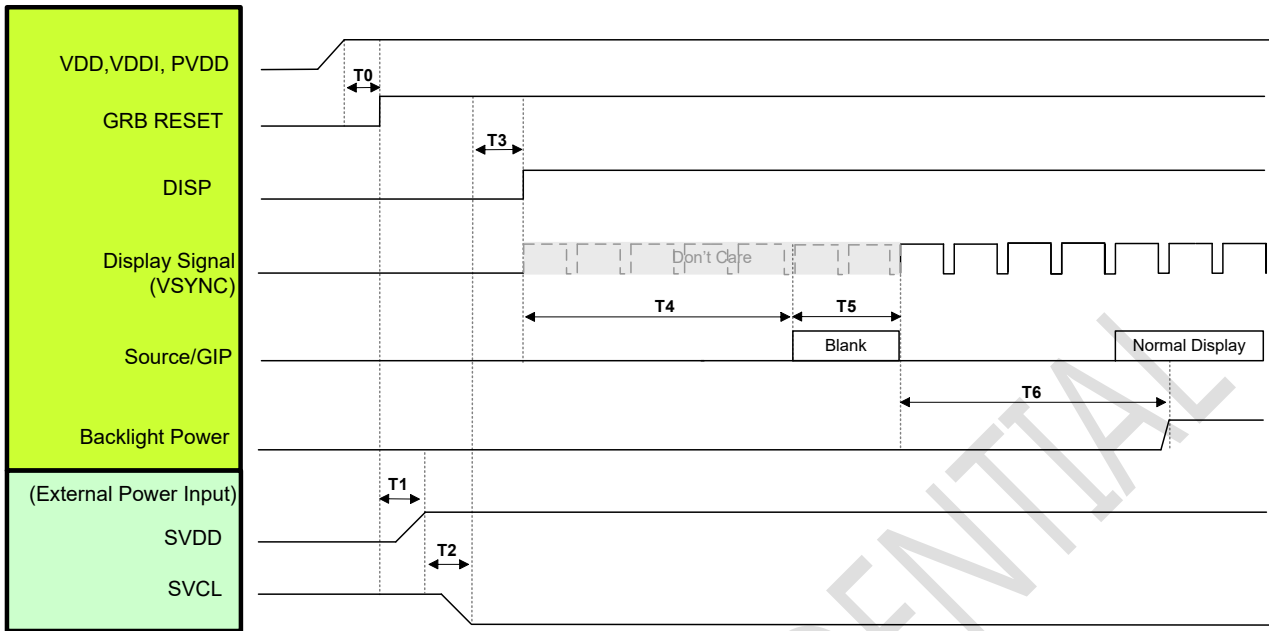 VDD,VDDI, PVDD
T0
GRB RESET
T3
DISP
Display Signal
(VSYNC)
Don't Care
T4
T5
Source/GIP
Blank
Normal Display
T6
Backlight Power
(External Power Input)
T1
SVDD
T2
SVCL
ENTIAL